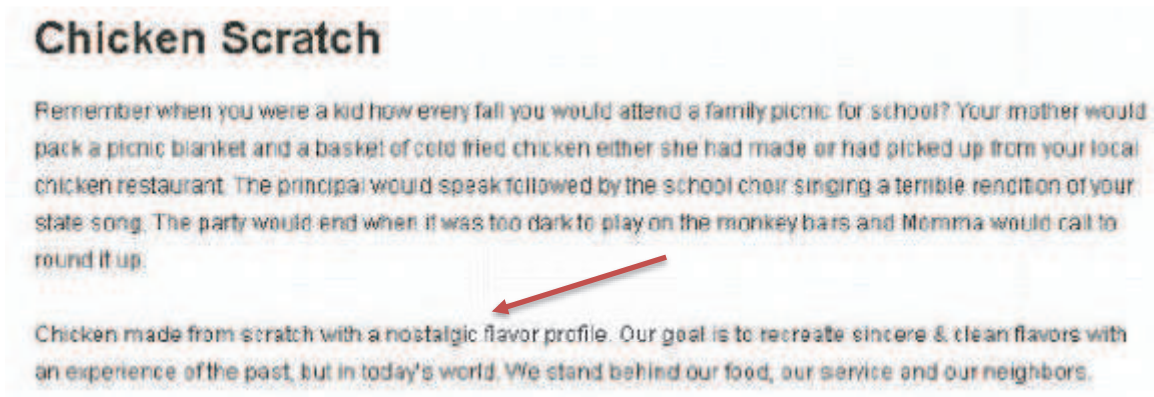 Chicken Scratch
Remember when you were a kid how every fall you would attend a family picnic for school? Your mother would
pack a picnic blanket and a basket of cold fried chicken either she had made or had picked up from your local
chicken restaurant. The principal would speak followed by the school choir singing a terrible rendition of your
state song. The party would end when it was too dark to play on the monkey bars and Momma would call to
round it up.
Chicken made from scratch with a nostalgic flavor profile. Our goal is to recreate sincere & clean flavors with
an experience of the past, but in today's world. We stand behind our food, our service and our neighbors.